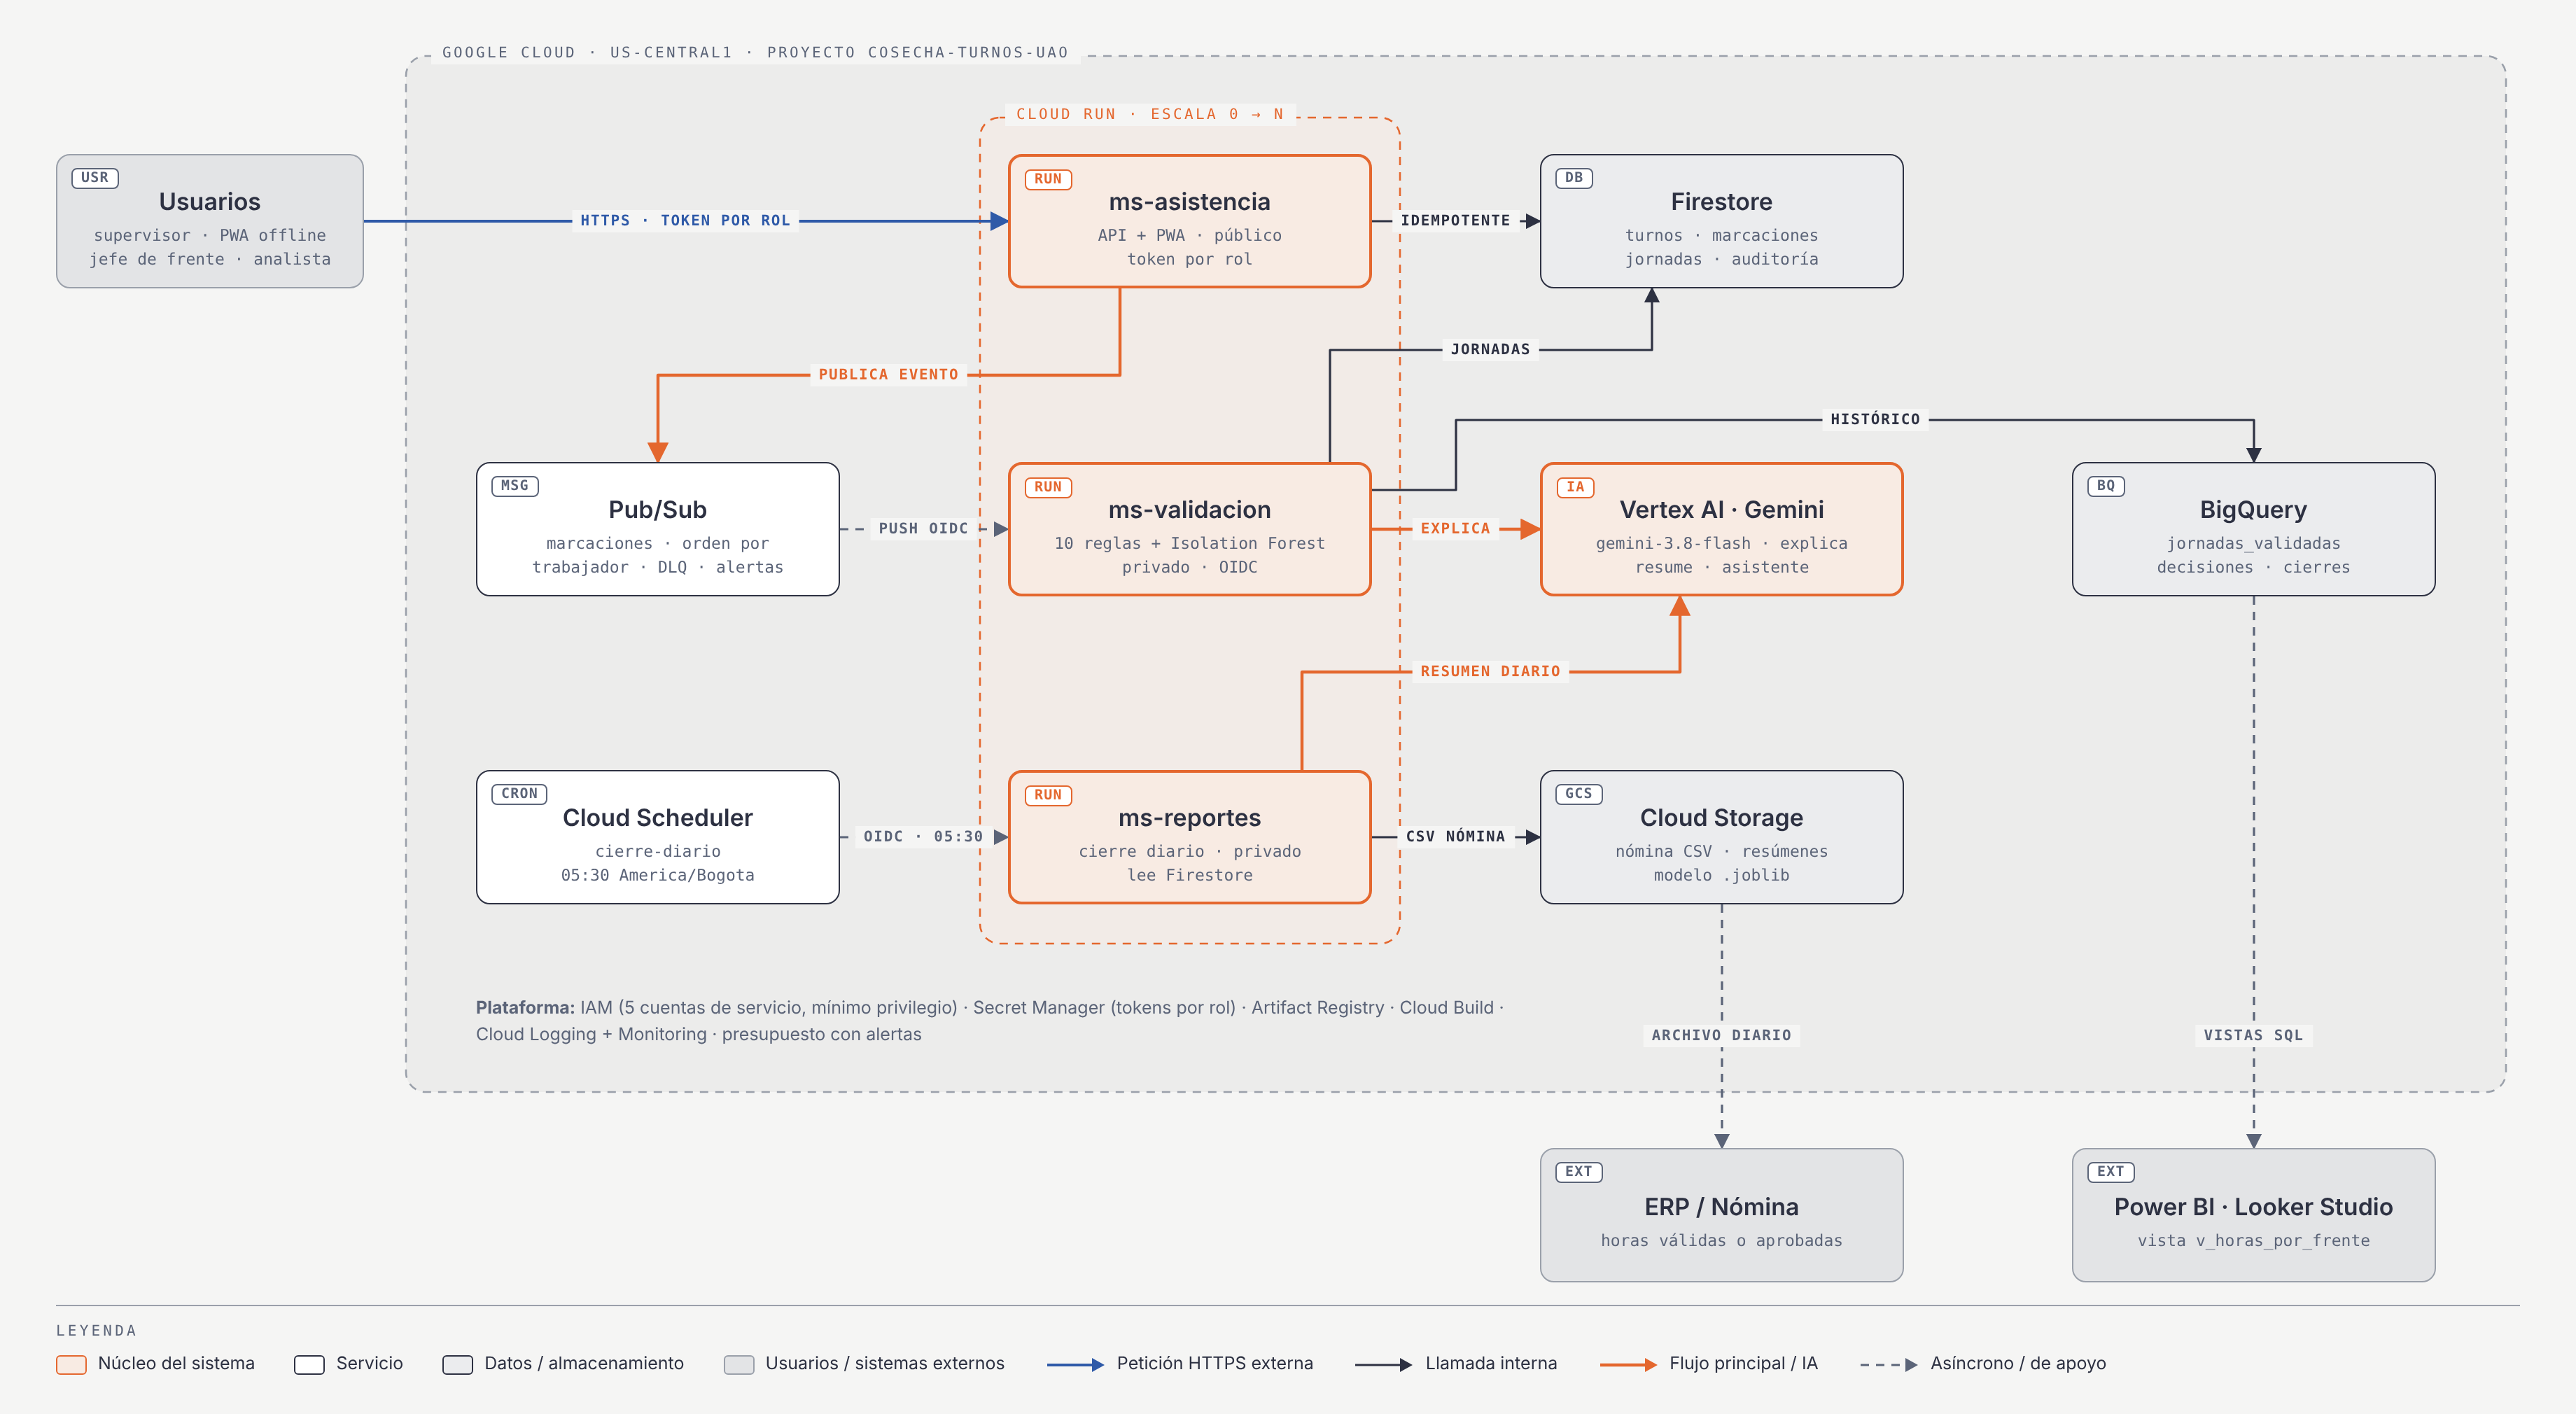 GOOGLE CLOUD · US-CENTRAL1 · PROYECTO COSECHA-TURNOS-UAO
CLOUD RUN · ESCALA 0 → N
USR
Usuarios
supervisor · PWA offline
jefe de frente · analista
HTTPS · TOKEN POR ROL
RUN
ms-asistencia
API + PWA · público
token por rol
IDEMPOTENTE
DB
Firestore
turnos · marcaciones
jornadas · auditoría
JORNADAS
PUBLICA EVENTO
HISTÓRICO
MSG
Pub/Sub
marcaciones · orden por
trabajador · DLQ · alertas
PUSH OIDC
RUN
ms-validacion
10 reglas + Isolation Forest
privado · OIDC
EXPLICA
IA
Vertex AI · Gemini
gemini-3.8-flash · explica
resume · asistente
BQ
BigQuery
jornadas_validadas
decisiones · cierres
RESUMEN DIARIO
CRON
Cloud Scheduler
cierre-diario
05:30 America/Bogota
OIDC · 05:30
RUN
ms-reportes
cierre diario · privado
lee Firestore
CSV NÓMINA
GCS
Cloud Storage
nómina CSV · resúmenes
modelo .joblib
Plataforma: IAM (5 cuentas de servicio, mínimo privilegio) · Secret Manager (tokens por rol) · Artifact Registry · Cloud Build ·
Cloud Logging + Monitoring · presupuesto con alertas
ARCHIVO DIARIO
VISTAS SQL
EXT
ERP / Nómina
horas válidas o aprobadas
EXT
Power BI · Looker Studio
vista v_horas_por_frente
LEYENDA
Núcleo del sistema
Servicio
Datos / almacenamiento
Usuarios / sistemas externos
Petición HTTPS externa
Llamada interna
Flujo principal / IA
Asíncrono / de apoyo